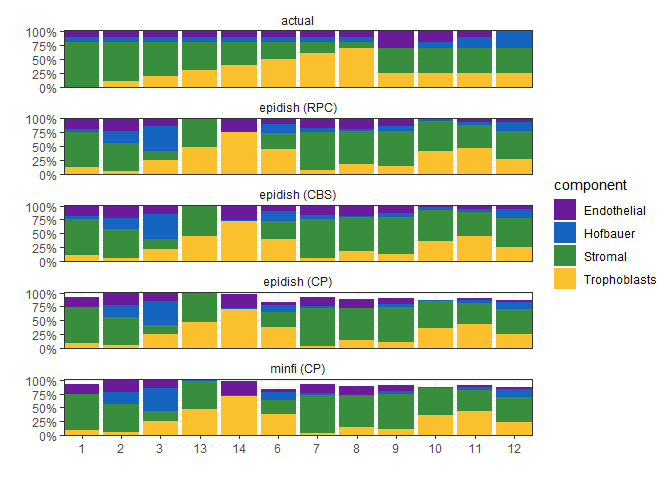 actual
100%
75%
50%
25%
0%
epidish (RPC)
100%
75%
50%
25%
0%
epidish (CBS)
100%
75%
50%
25%
0%
epidish (CP)
100%
75%
50%
25%
0%
minfi (CP)
100%
75%
50%
25%
0%
1 2 3 13 14 6 7 8 9 10 11 12
component
Endothelial
Hofbauer
Stromal
Trophoblasts